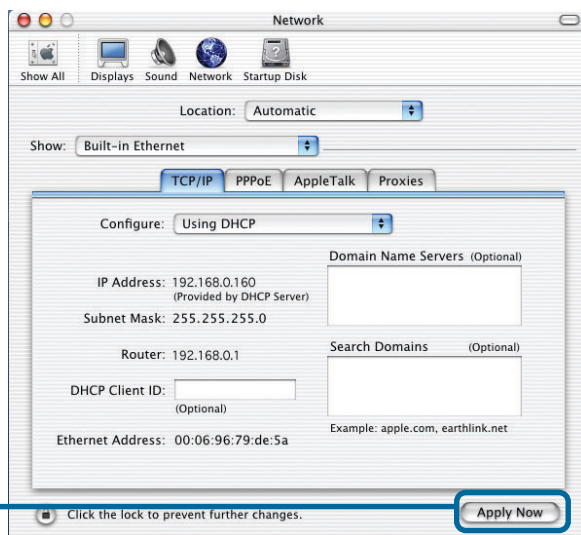 Network
Show All Displays Sound Network Startup Disk
Location: Automatic
Show: Built-in Ethernet
TCP/IP PPPoE AppleTalk Proxies
Configure: Using DHCP
Domain Name Servers (Optional)
IP Address: 192.168.0.160
(Provided by DHCP Server)
Subnet Mask: 255.255.255.0
Search Domains (Optional)
Router: 192.168.0.1
DHCP Client ID:
(Optional)
Example: apple.com, earthlink.net
Ethernet Address: 00:06:96:79:de:5a
Click the lock to prevent further changes.
Apply Now